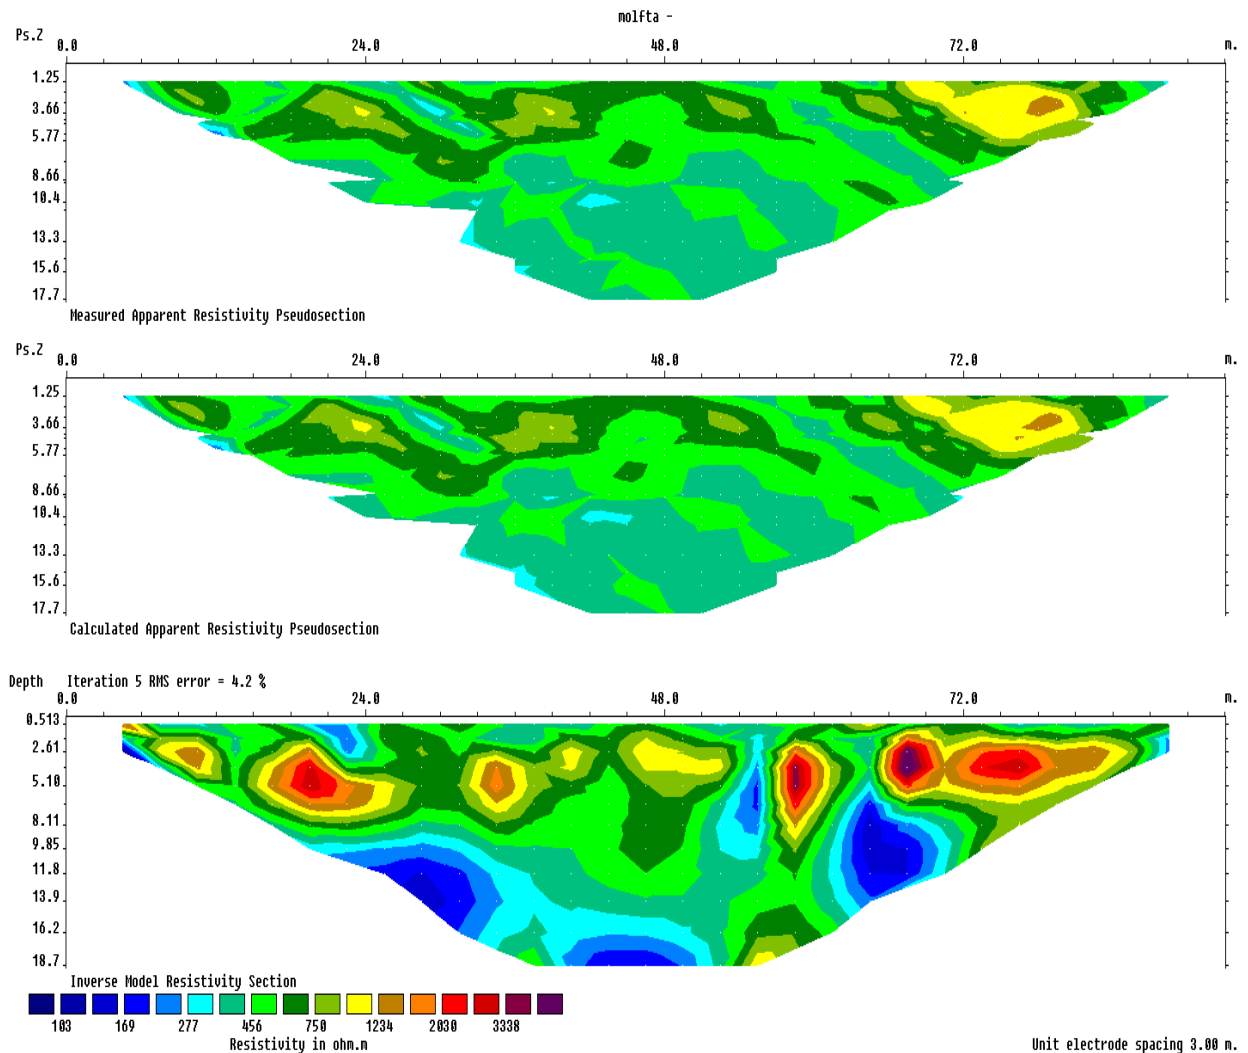 molfta -
Ps.Z
0.0 24.0 48.0 72.0 m.
1.25
3.66
5.77
8.66
10.4
13.3
15.6
17.7
Measured Apparent Resistivity Pseudosection
Ps.Z
0.0 24.0 48.0 72.0 m.
1.25
3.66
5.77
8.66
10.4
13.3
15.6
17.7
Calculated Apparent Resistivity Pseudosection
Depth Iteration 5 RMS error = 4.2 %
0.0 24.0 48.0 72.0 m.
0.513
2.61
5.10
8.11
9.85
11.8
13.9
16.2
18.7
Inverse Model Resistivity Section
103 169 277 456 750 1234 2030 3338
Resistivity in ohm.m Unit electrode spacing 3.00 m.